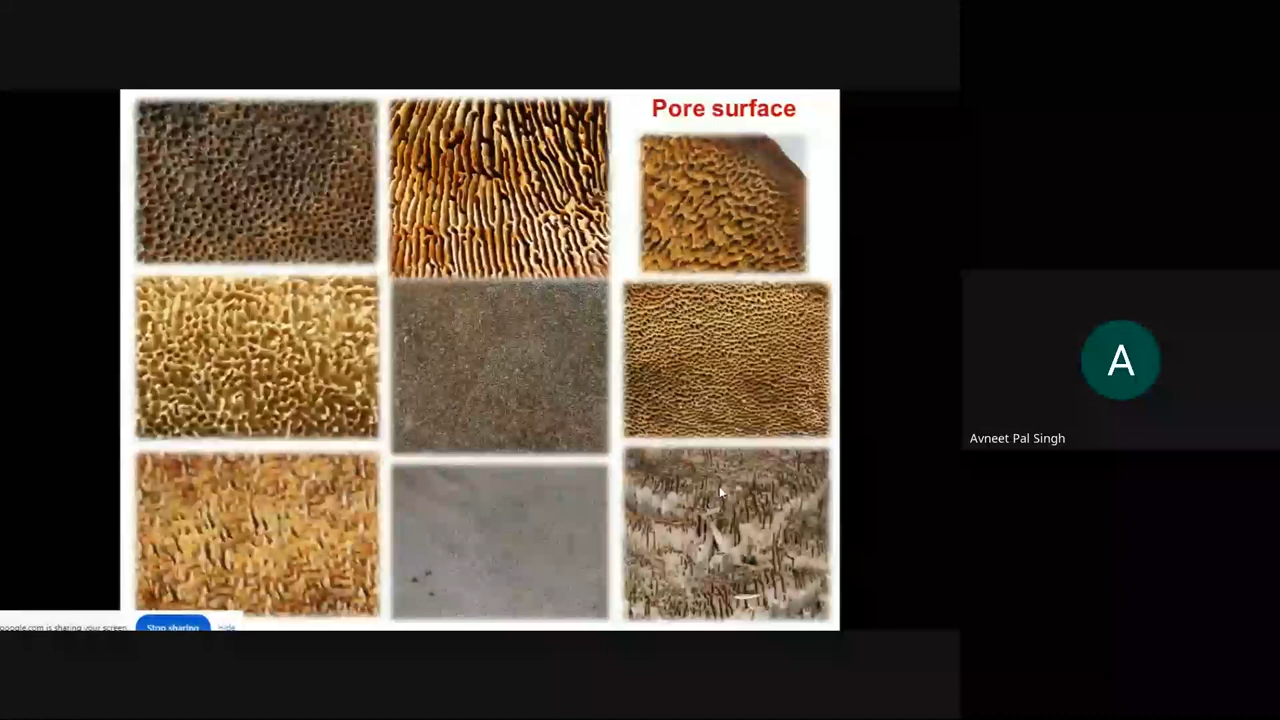 Pore surface
A
Avneet Pal Singh
google.com is sharing your screen.
Stop sharing
Hide